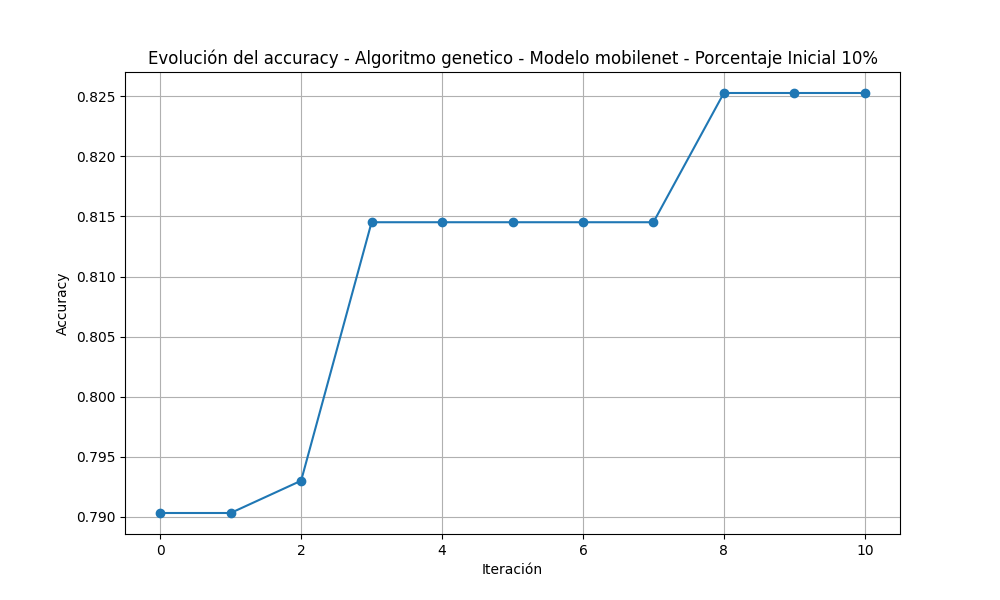 Evolución del accuracy - Algoritmo genetico - Modelo mobilenet - Porcentaje Inicial 10%
0.825
0.820
0.815
0.810
0.805
0.800
0.795
0.790
Accuracy
0 2 4 6 8 10
Iteración